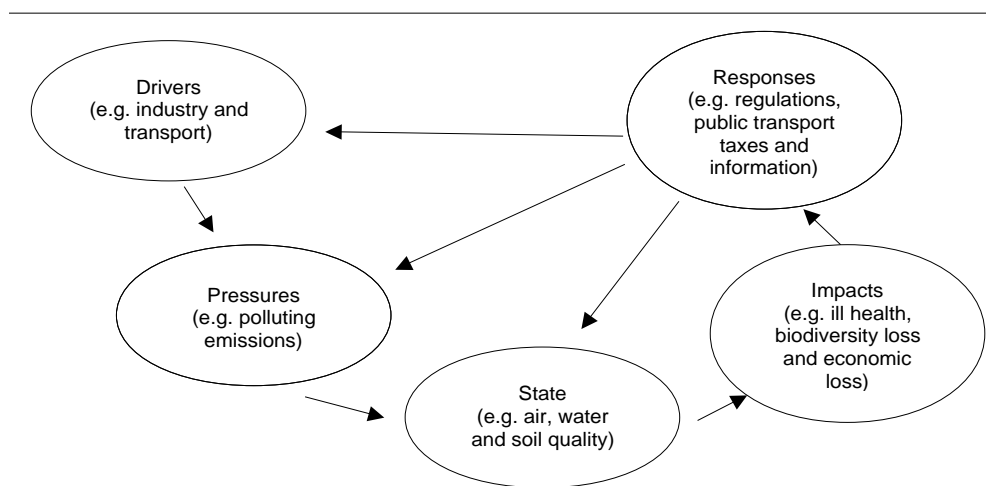 Drivers
(e.g. industry and
transport)
Responses
(e.g. regulations,
public transport
taxes and
information)
Pressures
(e.g. polluting
emissions)
Impacts
(e.g. ill health,
biodiversity loss
and economic
loss)
State
(e.g. air, water
and soil quality)